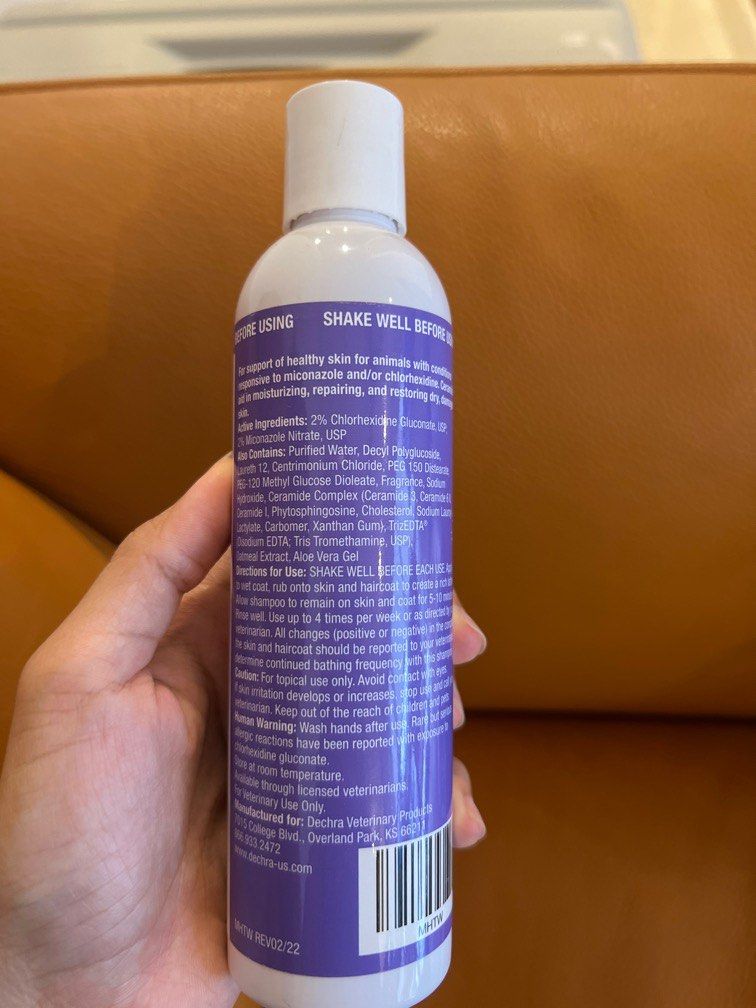 BEFORE USING SHAKE WELL BEFORE
For support of healthy skin for animals with
responsive to miconazole and/or chlorhexidine.
aid in moisturizing, repairing, and restoring dry,
skin.
Active Ingredients: 2% Chlorhexidine Gluconate, USP
2% Miconazole Nitrate, USP
Also Contains: Purified Water, Decyl Polyglucoside,
Laureth 12, Centrimonium Chloride, PEG 150 Distearate,
PEG-120 Methyl Glucose Dioleate, Fragrance, Sodium
Hydroxide, Ceramide Complex (Ceramide 3, Ceramide 6 II,
Ceramide I, Phytosphingosine, Cholesterol, Sodium
Lactylate, Carbomer, Xanthan Gum), TrizEDTA®
(Disodium EDTA; Tris Tromethamine, USP),
Oatmeal Extract, Aloe Vera Gel
Directions for Use: SHAKE WELL BEFORE EACH USE.
to wet coat, rub onto skin and haircoat to create a rich
Allow shampoo to remain on skin and coat for 5-10
Rinse well. Use up to 4 times per week or as directed by
veterinarian. All changes (positive or negative) in the
the skin and haircoat should be reported to your
determine continued bathing frequency with this
Caution: For topical use only. Avoid contact with eyes.
If skin irritation develops or increases, stop use and
veterinarian. Keep out of the reach of children and pets.
Human Warning: Wash hands after use. Rare but
allergic reactions have been reported with exposure to
chlorhexidine gluconate.
Store at room temperature.
Available through licensed veterinarians.
For Veterinary Use Only.
Manufactured for: Dechra Veterinary Products
7015 College Blvd., Overland Park, KS 66211
866.933.2472
www.dechra-us.com
MHTW
MHTW REV02/22